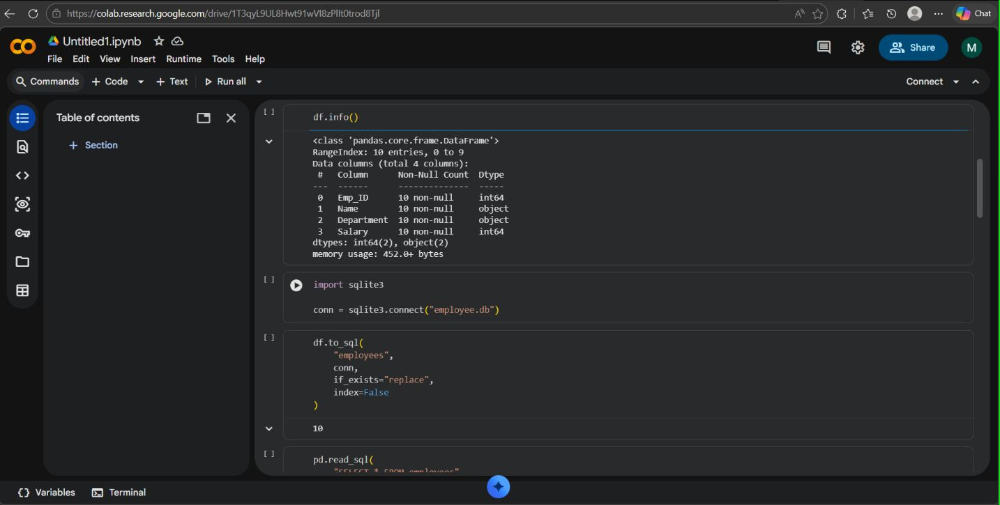 https://colab.research.google.com/drive/1T3qyL9UL8Hwt91wVI8zPlIt0trod8Tjl
Chat
Untitled1.ipynb
File Edit View Insert Runtime Tools Help
Share
M
Commands + Code + Text Run all
Connect
Table of contents
+ Section
[ ]
df.info()
<class 'pandas.core.frame.DataFrame'>
RangeIndex: 10 entries, 0 to 9
Data columns (total 4 columns):
 #   Column      Non-Null Count  Dtype
---  ------      --------------  -----
 0   Emp_ID      10 non-null     int64
 1   Name        10 non-null     object
 2   Department  10 non-null     object
 3   Salary      10 non-null     int64
dtypes: int64(2), object(2)
memory usage: 452.0+ bytes
[ ]
import sqlite3
conn = sqlite3.connect("employee.db")
[ ]
df.to_sql(
    "employees",
    conn,
    if_exists="replace",
    index=False
)
10
[ ]
pd.read_sql(
    "SELECT * FROM employees"
{} Variables
Terminal